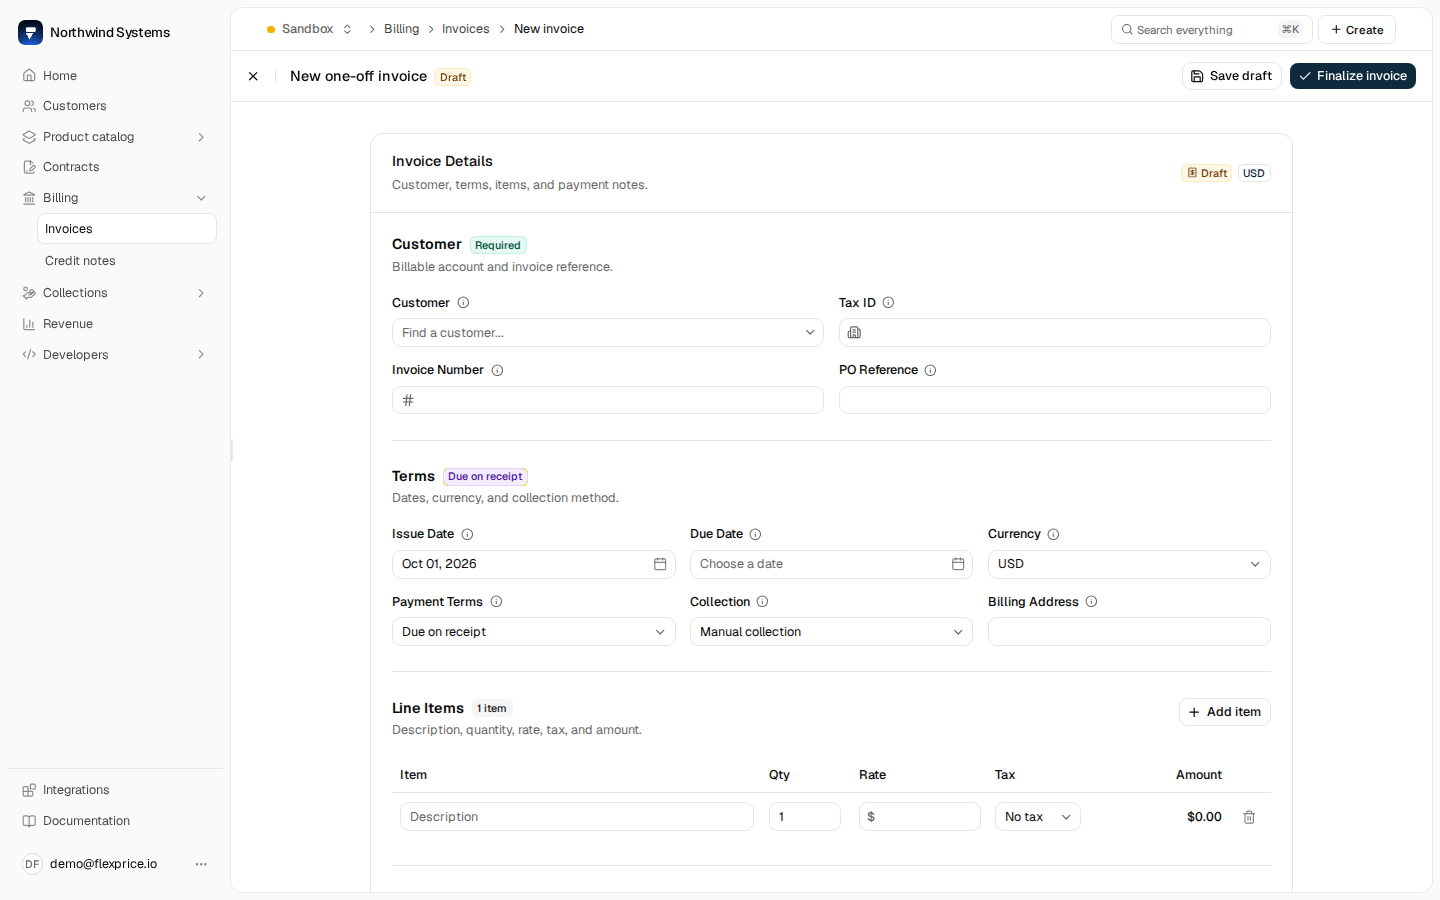 Northwind Systems
Home
Customers
Product catalog
Contracts
Billing
Invoices
Credit notes
Collections
Revenue
Developers
Integrations
Documentation
DF demo@flexprice.io
Sandbox Billing Invoices New invoice
Search everything ⌘K
Create
New one-off invoice Draft
Save draft
Finalize invoice
Invoice Details
Customer, terms, items, and payment notes.
Draft USD
Customer Required
Billable account and invoice reference.
Customer Tax ID
Find a customer...
Invoice Number PO Reference
#
Terms Due on receipt
Dates, currency, and collection method.
Issue Date Due Date Currency
Oct 01, 2026 Choose a date USD
Payment Terms Collection Billing Address
Due on receipt Manual collection
Line Items 1 item
Description, quantity, rate, tax, and amount.
Add item
Item Qty Rate Tax Amount
Description 1 $ No tax $0.00